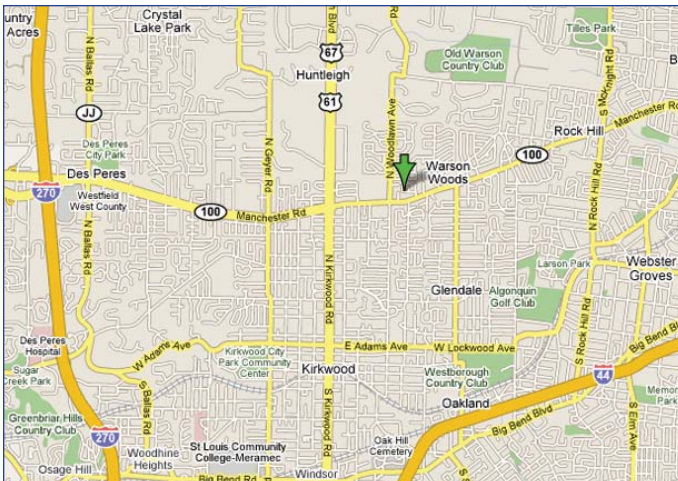 untry
Acres
Crystal
Lake Park
n Blvd
Rd
Tilles Park
67
Old Warson
Country Club
Huntleigh
61
N Ballas Rd
JJ
S McKnight Rd
Manchester Rd
Rock Hill
100
Des Peres
City Park
N Geyer Rd
N Woodlawn Ave
Warson
Woods
Des Peres
270
Westfield
West County
100
Manchester Rd
N Rock Hill Rd
N Ballas Rd
N Kirkwood Rd
Larson Park
Webster
Groves
Glendale
Algonquin
Golf Club
Des Peres
Hospital
W Adams Ave
E Adams Ave
W Lockwood Ave
S Rock Hill Rd
Big Bend Blvd
Kirkwood City
Park Community
Center
Kirkwood
Westborough
Country Club
44
Sugar
Creek Park
S Ballas Rd
Oakland
Memo
Park
Greenbriar Hills
Country Club
S Kirkwood Rd
Big Bend Blvd
S Elm Ave
270
St Louis Community
College-Meramec
Oak Hill
Cemetery
Woodhine
Heights
Osage Hill
Big Bend Rd
Windsor